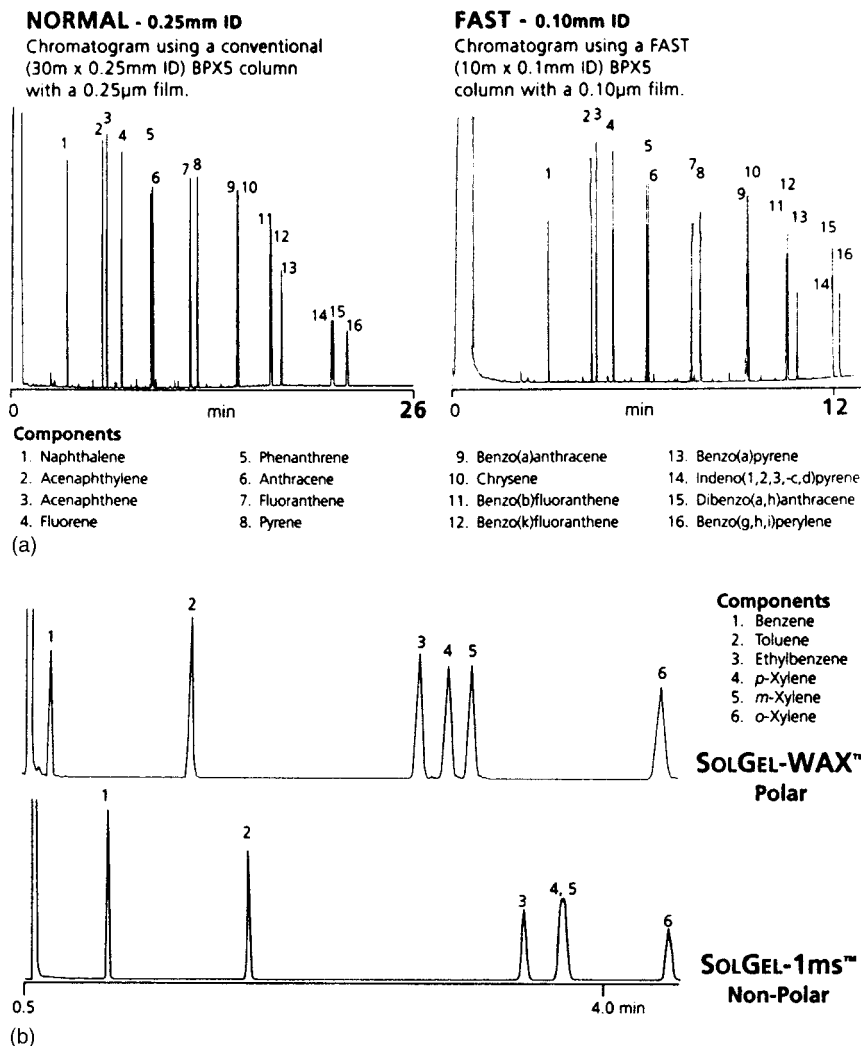 NORMAL - 0.25mm ID
Chromatogram using a conventional
(30m x 0.25mm ID) BPX5 column
with a 0.25µm film.
FAST - 0.10mm ID
Chromatogram using a FAST
(10m x 0.1mm ID) BPX5
column with a 0.10µm film.
1 2 3 4 5 6 7 8 9 10 11 12 13 14 15 16
0 min 26
1 2 3 4 5 6 7 8 9 10 11 12 13 14 15 16
0 min 12
Components
1. Naphthalene
2. Acenaphthylene
3. Acenaphthene
4. Fluorene
5. Phenanthrene
6. Anthracene
7. Fluoranthene
8. Pyrene
9. Benzo(a)anthracene
10. Chrysene
11. Benzo(b)fluoranthene
12. Benzo(k)fluoranthene
13. Benzo(a)pyrene
14. Indeno(1,2,3,-c,d)pyrene
15. Dibenzo(a,h)anthracene
16. Benzo(g,h,i)perylene
(a)
1 2 3 4 5 6
Components
1. Benzene
2. Toluene
3. Ethylbenzene
4. p-Xylene
5. m-Xylene
6. o-Xylene
SOLGEL-WAX™
Polar
1 2 3 4, 5 6
SOLGEL-1ms™
Non-Polar
0.5 4.0 min
(b)